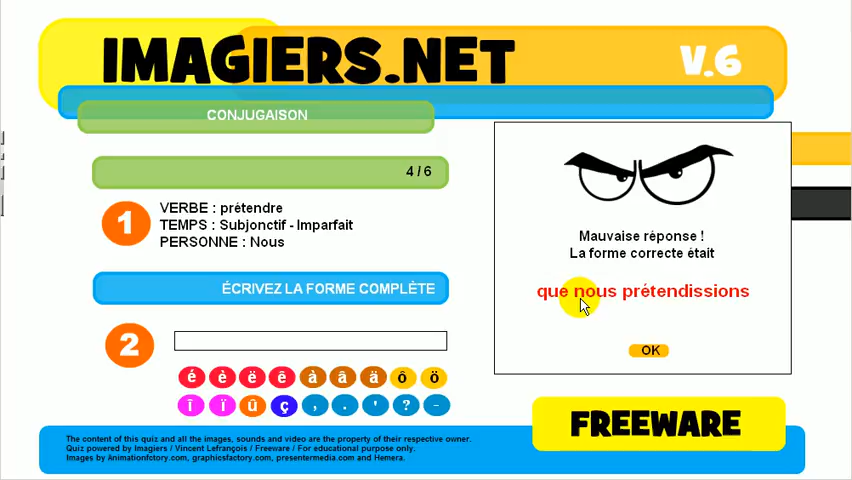 IMAGIERS.NET
V.6
CONJUGAISON
4 / 6
1
VERBE : prétendre
TEMPS : Subjonctif - Imparfait
PERSONNE : Nous
ÉCRIVEZ LA FORME COMPLÈTE
2
é è ë ê à â ä ô ö
î ï û ç , . ' ? -
Mauvaise réponse !
La forme correcte était
que nous prétendissions
OK
FREEWARE
The content of this quiz and all the images, sounds and video are the property of their respective owner.
Quiz powered by Imagiers / Vincent Lefrançois / Freeware / For educational purpose only.
Images by Animationfctory.com, graphicsfactory.com, presentermedia.com and Hemera.